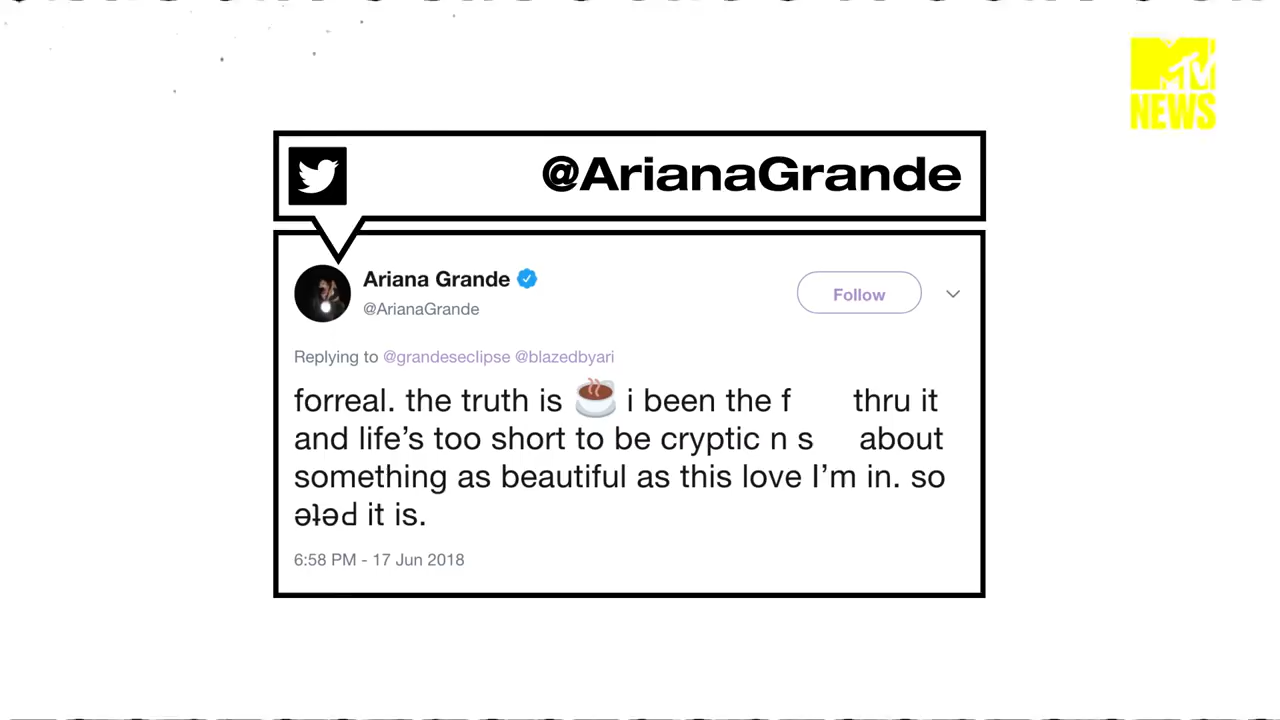 MTV
NEWS
@ArianaGrande
Ariana Grande
@ArianaGrande
Follow
Replying to @grandeseclipse @blazedbyari
forreal. the truth is ☕ i been the f thru it
and life’s too short to be cryptic n s about
something as beautiful as this love I’m in. so
ǝʇǝd it is.
6:58 PM - 17 Jun 2018